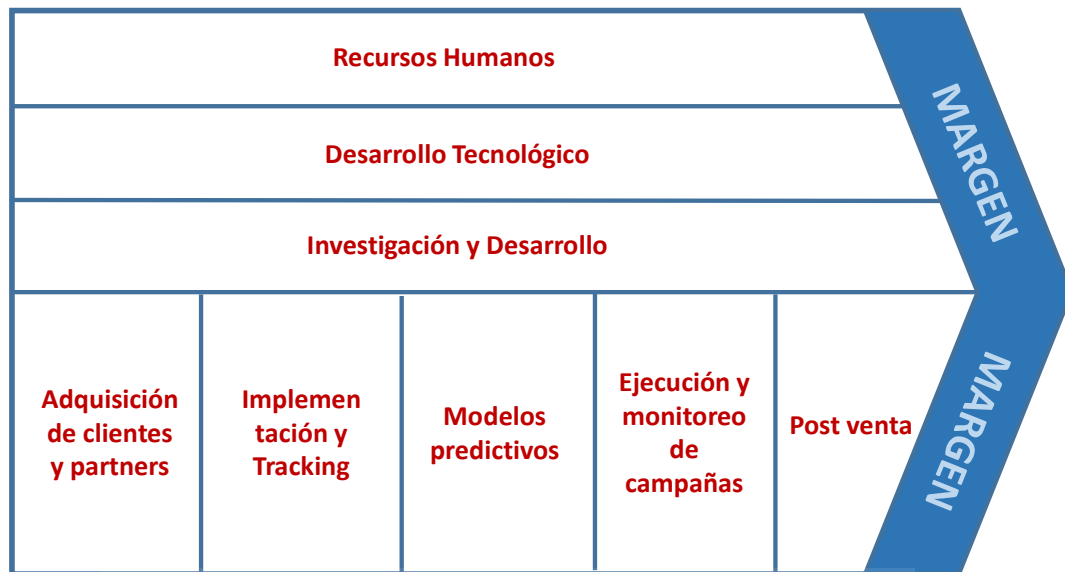 Recursos Humanos
Desarrollo Tecnológico
Investigación y Desarrollo
MARGEN
Adquisición
de clientes
y partners
Implemen
tación y
Tracking
Modelos
predictivos
Ejecución y
monitoreo
de
campañas
Post venta
MARGEN